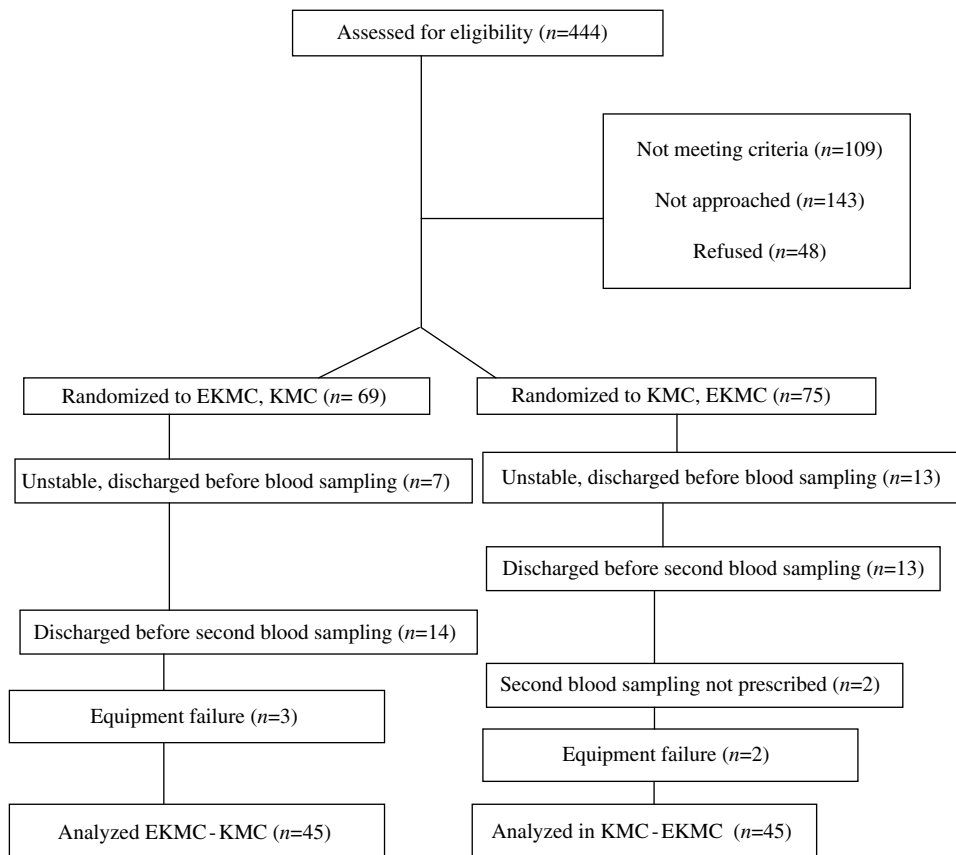 Assessed for eligibility (n=444)
Not meeting criteria (n=109)
Not approached (n=143)
Refused (n=48)
Randomized to EKMC, KMC (n= 69)
Randomized to KMC, EKMC (n=75)
Unstable, discharged before blood sampling (n=7)
Unstable, discharged before blood sampling (n=13)
Discharged before second blood sampling (n=13)
Discharged before second blood sampling (n=14)
Second blood sampling not prescribed (n=2)
Equipment failure (n=3)
Equipment failure (n=2)
Analyzed EKMC-KMC (n=45)
Analyzed in KMC-EKMC (n=45)